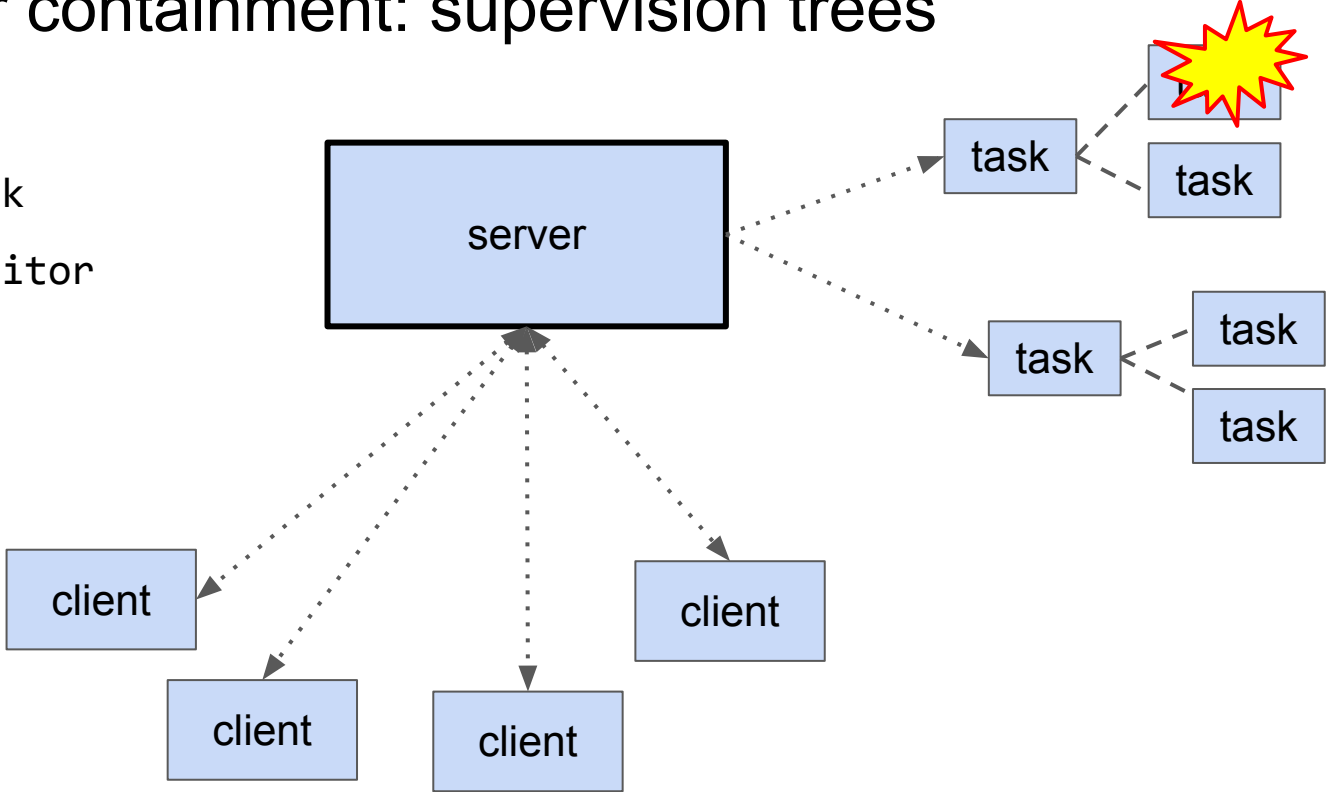 r containment: supervision trees
k
itor
server
task
task
task
task
task
client
client
client
client